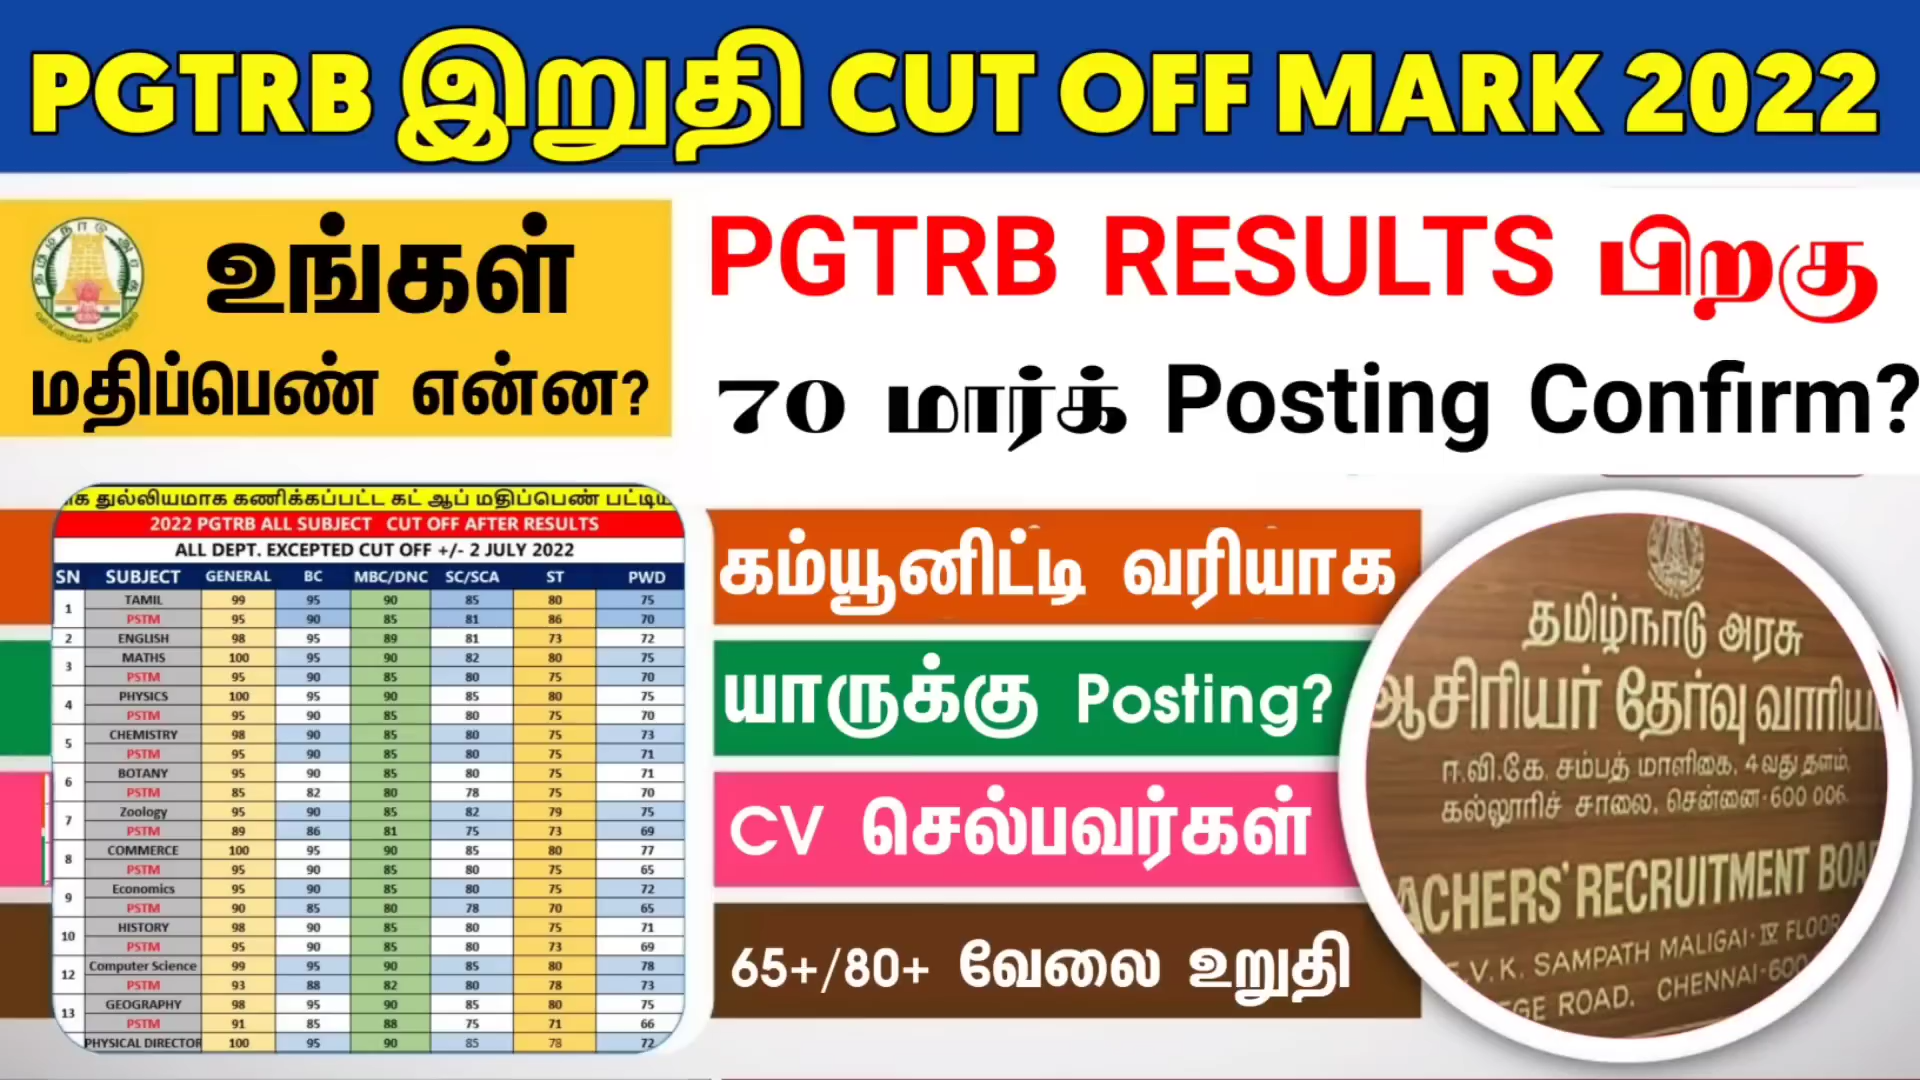 PGTRB இறுதி CUT OFF MARK 2022
உங்கள்
மதிப்பெண் என்ன?
PGTRB RESULTS பிறகு
70 மார்க் Posting Confirm?
துல்லியமாக கணிக்கப்பட்ட கட் ஆப் மதிப்பெண்
2022 PGTRB ALL SUBJECT CUT OFF AFTER RESULTS
ALL DEPT. EXCEPTED CUT OFF +/- 2 JULY 2022
SN SUBJECT GENERAL BC MBC/DNC SC/SCA ST PWD
1 TAMIL 99 95 90 85 80 75
PSTM 95 90 85 81 86 70
2 ENGLISH 98 95 89 81 73 72
3 MATHS 100 95 90 82 80 75
PSTM 95 90 85 80 75 70
4 PHYSICS 100 95 90 85 80 75
PSTM 95 90 85 80 75 70
5 CHEMISTRY 98 90 85 80 75 73
PSTM 95 90 85 80 75 71
6 BOTANY 95 90 85 80 75 71
PSTM 85 82 80 78 75 70
7 Zoology 95 90 85 82 79 75
PSTM 89 86 81 75 73 69
8 COMMERCE 100 95 90 85 80 77
PSTM 95 90 85 80 75 65
9 Economics 95 90 85 80 75 72
PSTM 90 85 80 78 70 65
10 HISTORY 98 90 85 80 75 71
PSTM 95 90 85 80 73 69
12 Computer Science 99 95 90 85 80 78
PSTM 93 88 82 80 78 73
13 GEOGRAPHY 98 95 90 85 80 75
PSTM 91 85 88 75 71 66
PHYSICAL DIRECTOR 100 95 90 85 78 72
கம்யூனிட்டி வரியாக
யாருக்கு Posting?
CV செல்பவர்கள்
65+/80+ வேலை உறுதி
தமிழ்நாடு அரசு
ஆசிரியர் தேர்வு வாரிய
ஈ.வி.கே. சம்பத் மாளிகை, 4 வது தளம்,
கல்லூரிச் சாலை, சென்னை-600 006.
ACHERS' RECRUITMENT BOA
.V.K. SAMPATH MALIGAI-IV FLOOR
EGE ROAD, CHENNAI-600